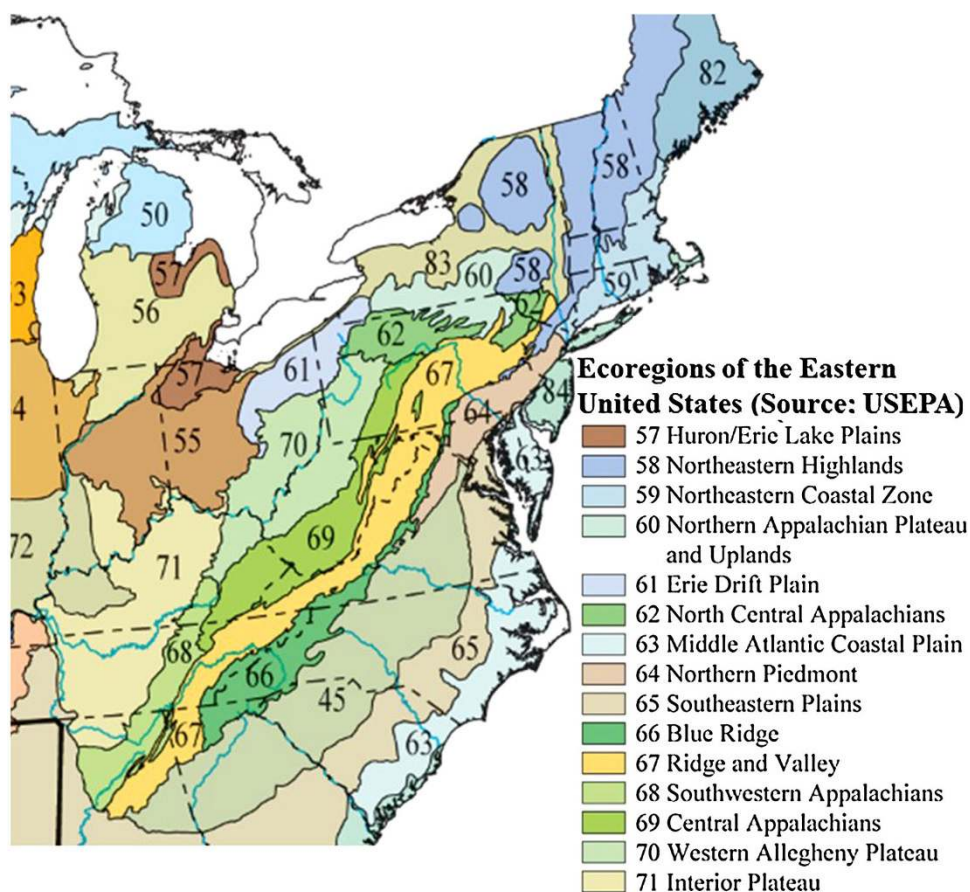 82
58
58
50
57
83
60
58
59
56
62
53
57
61
62
67
84
4
55
64
70
63
69
72
71
65
68
66
45
67
63
Ecoregions of the Eastern
United States (Source: USEPA)
57 Huron/Erie Lake Plains
58 Northeastern Highlands
59 Northeastern Coastal Zone
60 Northern Appalachian Plateau
and Uplands
61 Erie Drift Plain
62 North Central Appalachians
63 Middle Atlantic Coastal Plain
64 Northern Piedmont
65 Southeastern Plains
66 Blue Ridge
67 Ridge and Valley
68 Southwestern Appalachians
69 Central Appalachians
70 Western Allegheny Plateau
71 Interior Plateau